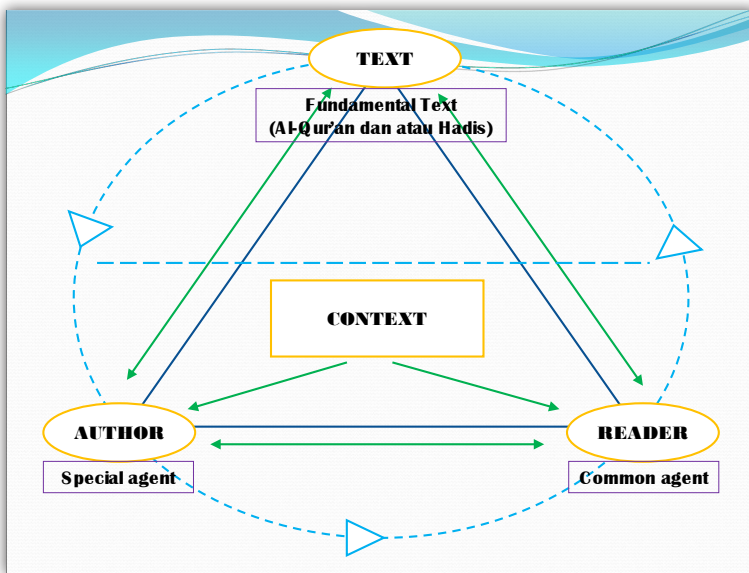 TEXT
Fundamental Text
(Al-Qur'an dan atau Hadis)
CONTEXT
AUTHOR
READER
Special agent
Common agent